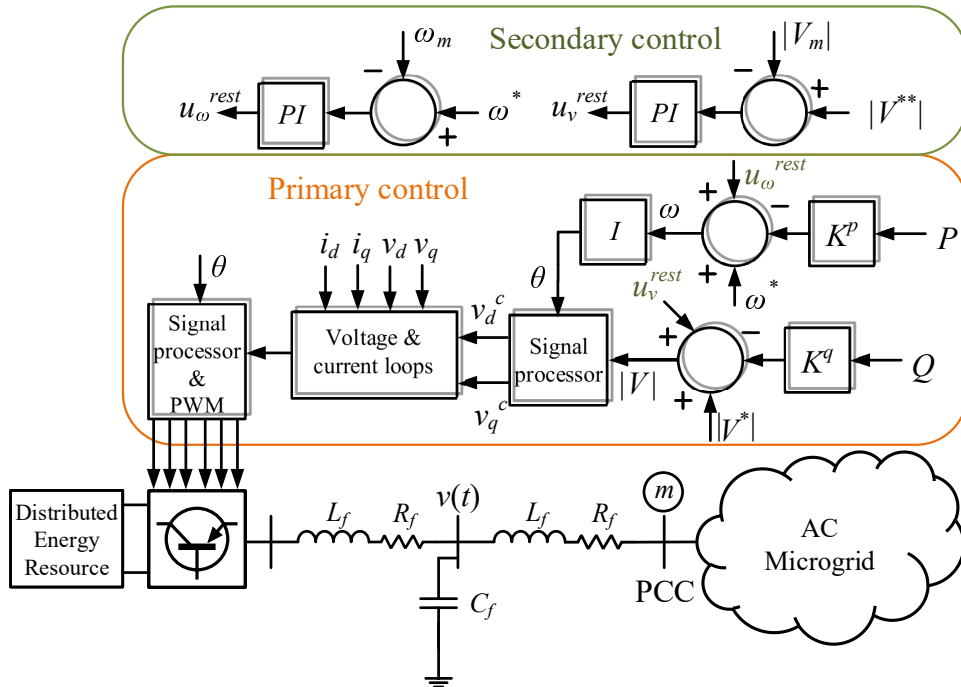 Secondary control
ω_m
|V_m|
u_ω^rest
PI
ω^*
u_v^rest
PI
|V^**|
−
+
−
+
Primary control
u_ω^rest
+
−
+
I
ω
K^p
P
ω^*
θ
i_d
i_q
v_d
v_q
θ
u_v^rest
Signal
processor
&
PWM
Voltage &
current loops
v_d^c
v_q^c
Signal
processor
|V|
+
−
+
K^q
Q
|V^*|
Distributed
Energy
Resource
L_f
R_f
v(t)
C_f
L_f
R_f
m
PCC
AC
Microgrid